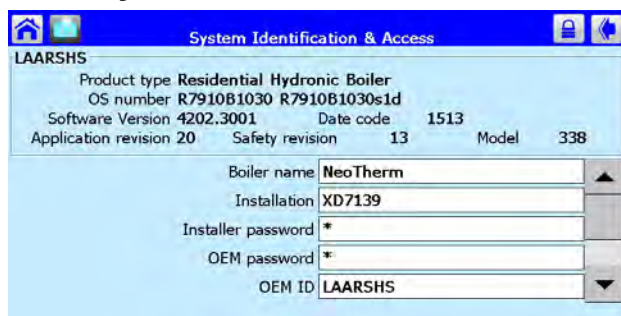 System Identification & Access
LAARSHS
Product type Residential Hydronic Boiler
OS number R7910B1030 R7910B1030s1d
Software Version 4202.3001 Date code 1513
Application revision 20 Safety revision 13 Model 338
Boiler name NeoTherm
Installation XD7139
Installer password *
OEM password *
OEM ID LAARSHS